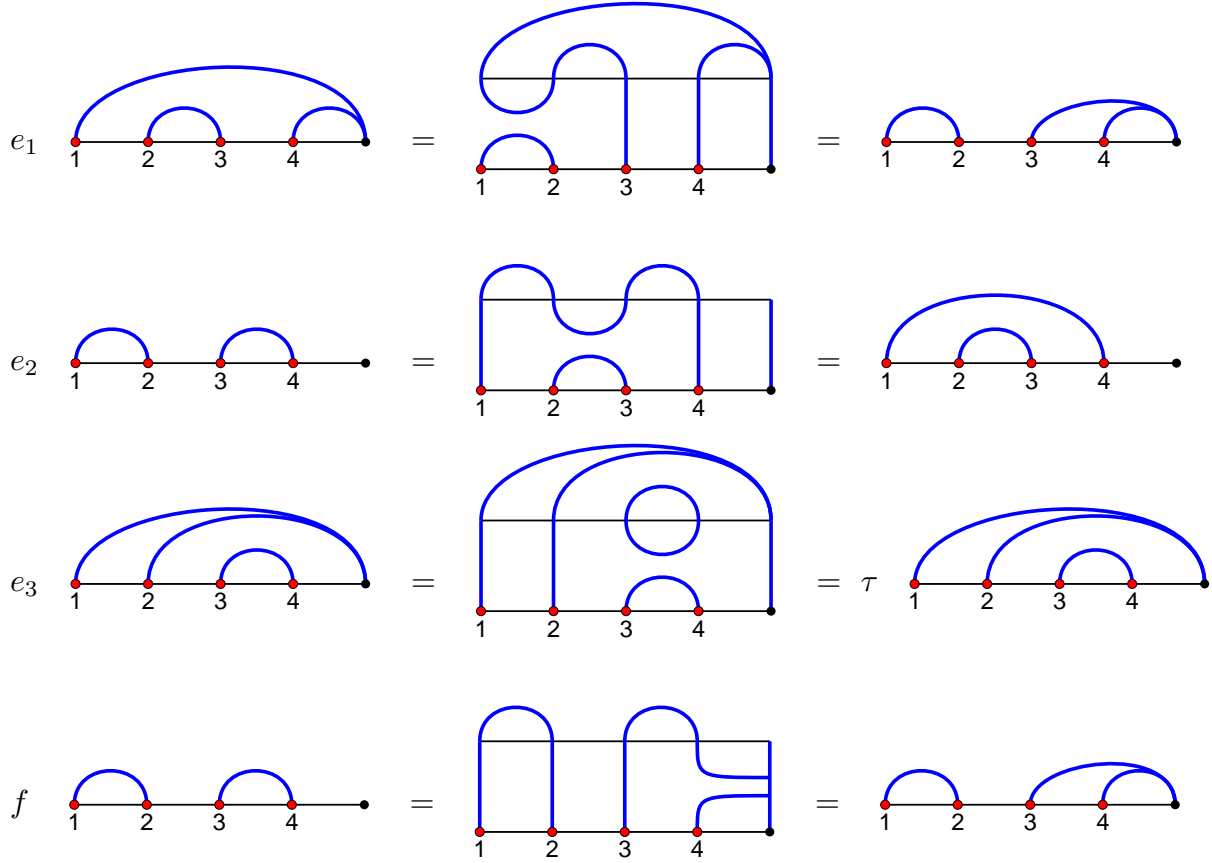 e₁ 1 2 3 4 = 1 2 3 4 = 1 2 3 4
e₂ 1 2 3 4 = 1 2 3 4 = 1 2 3 4
e₃ 1 2 3 4 = 1 2 3 4 = τ 1 2 3 4
f 1 2 3 4 = 1 2 3 4 = 1 2 3 4